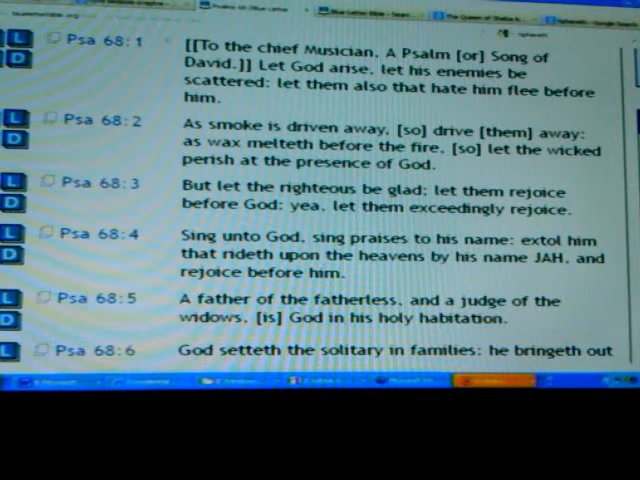 L Psa 68:1 [[To the chief Musician, A Psalm [or] Song of
D David.]] Let God arise, let his enemies be
scattered: let them also that hate him flee before
him.
L Psa 68:2 As smoke is driven away, [so] drive [them] away:
D as wax melteth before the fire, [so] let the wicked
perish at the presence of God.
L Psa 68:3 But let the righteous be glad; let them rejoice
D before God: yea, let them exceedingly rejoice.
L Psa 68:4 Sing unto God, sing praises to his name: extol him
D that rideth upon the heavens by his name JAH, and
rejoice before him.
L Psa 68:5 A father of the fatherless, and a judge of the
D widows, [is] God in his holy habitation.
L Psa 68:6 God setteth the solitary in families: he bringeth out